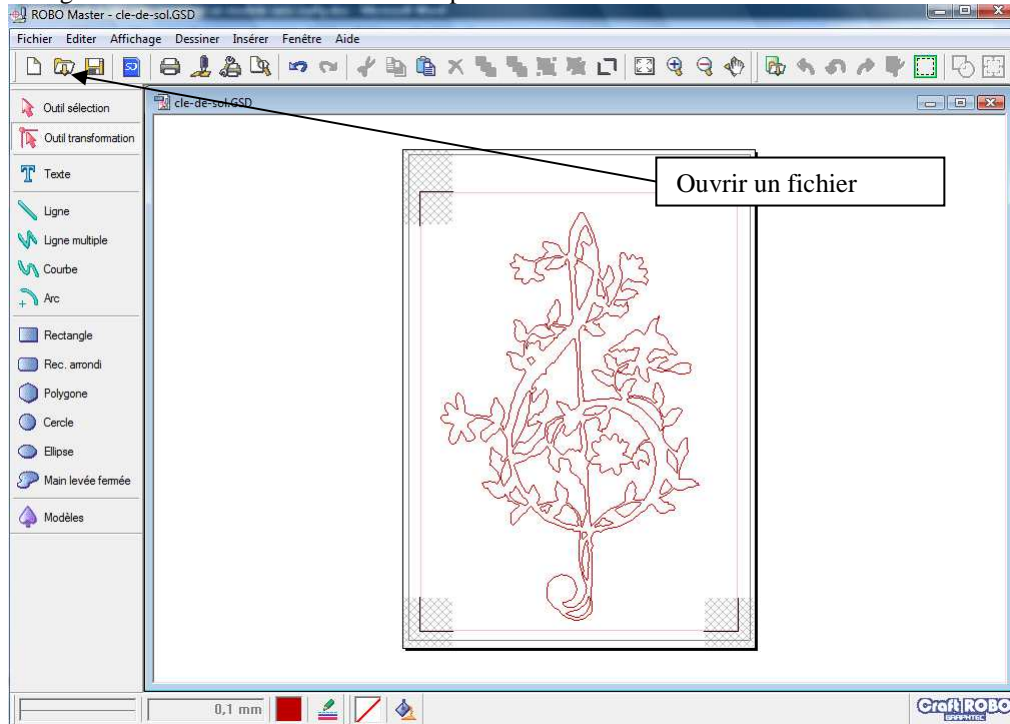 ROBO Master - cle-de-sol.GSD
Fichier Editer Affichage Dessiner Insérer Fenêtre Aide
cle-de-sol.GSD
Outil sélection
Outil transformation
Texte
Ligne
Ligne multiple
Courbe
Arc
Rectangle
Rec. arrondi
Polygone
Cercle
Ellipse
Main levée fermée
Modèles
Ouvrir un fichier
0,1 mm
Craft ROBO
GRAPHTEC